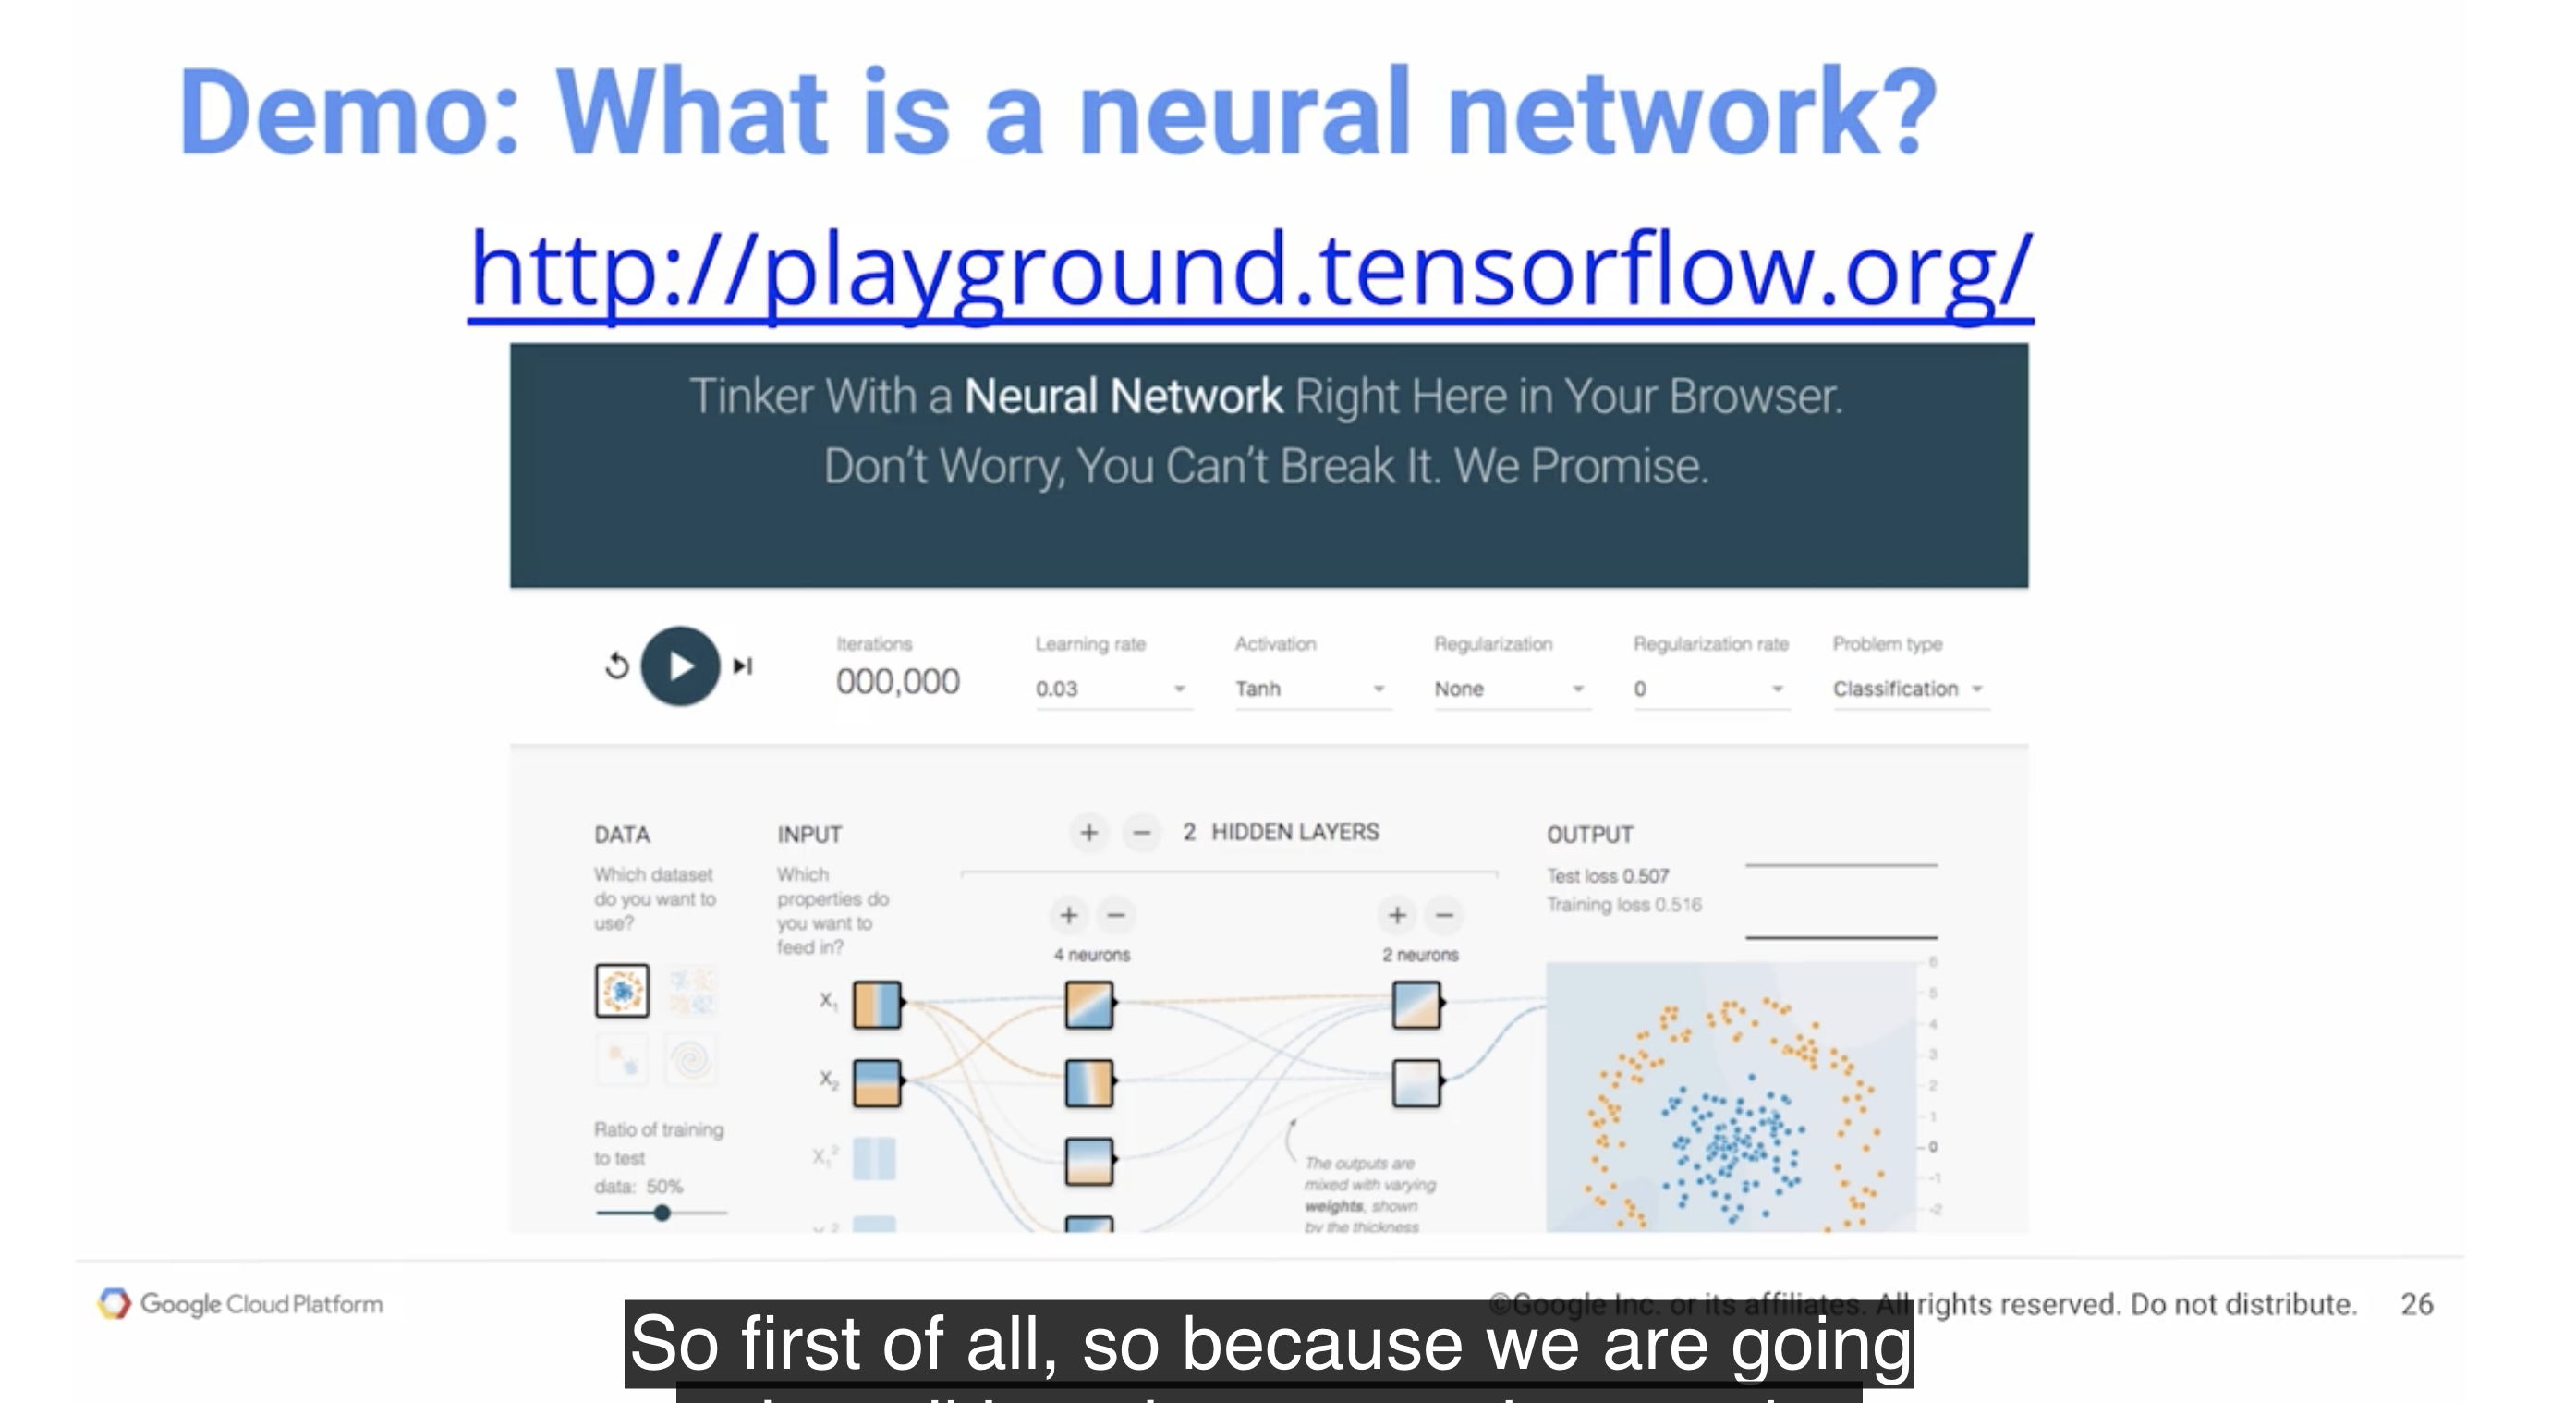 Demo: What is a neural network?
http://playground.tensorflow.org/
Tinker With a Neural Network Right Here in Your Browser.
Don't Worry, You Can't Break It. We Promise.
Iterations
000,000
Learning rate
0.03
Activation
Tanh
Regularization
None
Regularization rate
0
Problem type
Classification
DATA
Which dataset
do you want to
use?
Ratio of training
to test
data: 50%
INPUT
Which
properties do
you want to
feed in?
X₁
X₂
X₁²
+ − 2 HIDDEN LAYERS
+ −
4 neurons
+ −
2 neurons
The outputs are
mixed with varying
weights, shown
by the thickness
OUTPUT
Test loss 0.507
Training loss 0.516
6
5
4
3
2
1
0
-1
-2
Google Cloud Platform
©Google Inc. or its affiliates. All rights reserved. Do not distribute. 26
So first of all, so because we are going